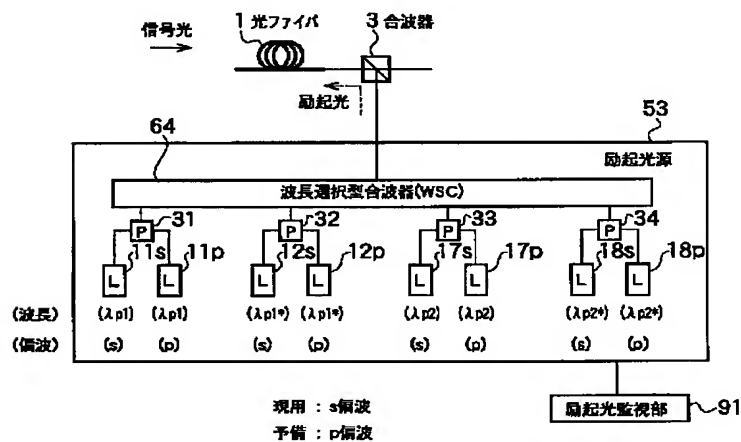 1 光ファイバ
3 合波器
信号光
励起光
64
53
励起光源
波長選択型合波器(WSC)
31 32 33 34
P P P P
11s 11p 12s 12p 17s 17p 18s 18p
L L L L L L L L
(波長) (λp1) (λp1) (λp1*) (λp1*) (λp2) (λp2) (λp2*) (λp2*)
(偏波) (s) (p) (s) (p) (s) (p) (s) (p)
現用 : s偏波
予備 : p偏波
励起光監視部
91